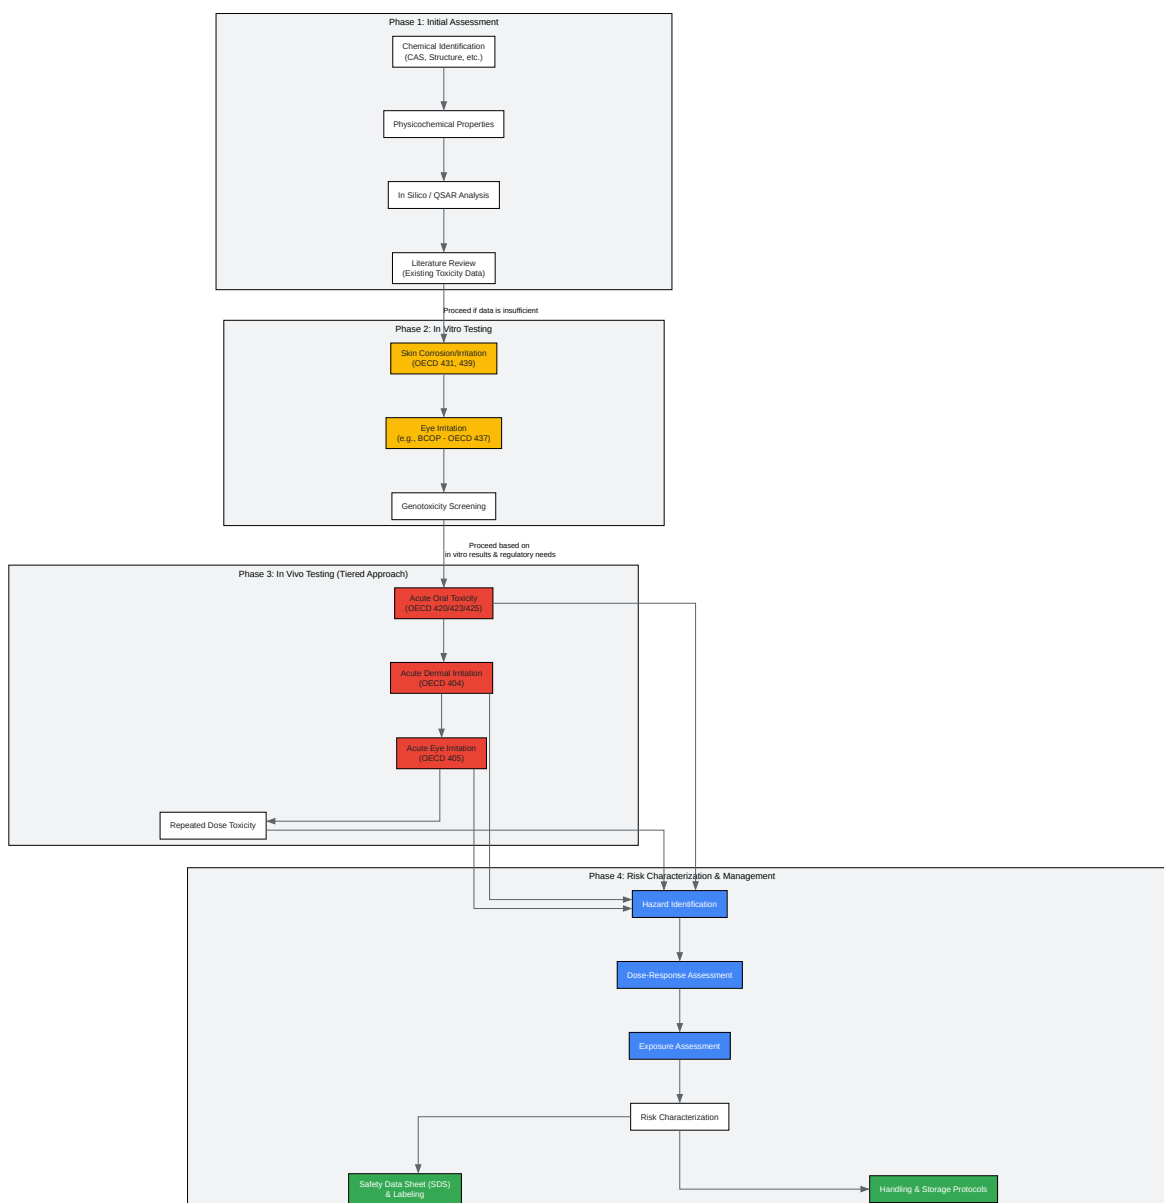 Phase 1: Initial Assessment
Chemical Identification
(CAS, Structure, etc.)
Physicochemical Properties
In Silico / QSAR Analysis
Literature Review
(Existing Toxicity Data)
Proceed if data is insufficient
Phase 2: In Vitro Testing
Skin Corrosion/Irritation
(OECD 431, 439)
Eye Irritation
(e.g., BCOP - OECD 437)
Genotoxicity Screening
Proceed based on
in vitro results & regulatory needs
Phase 3: In Vivo Testing (Tiered Approach)
Acute Oral Toxicity
(OECD 420/423/425)
Acute Dermal Irritation
(OECD 404)
Acute Eye Irritation
(OECD 405)
Repeated Dose Toxicity
Phase 4: Risk Characterization & Management
Hazard Identification
Dose-Response Assessment
Exposure Assessment
Risk Characterization
Safety Data Sheet (SDS)
& Labeling
Handling & Storage Protocols